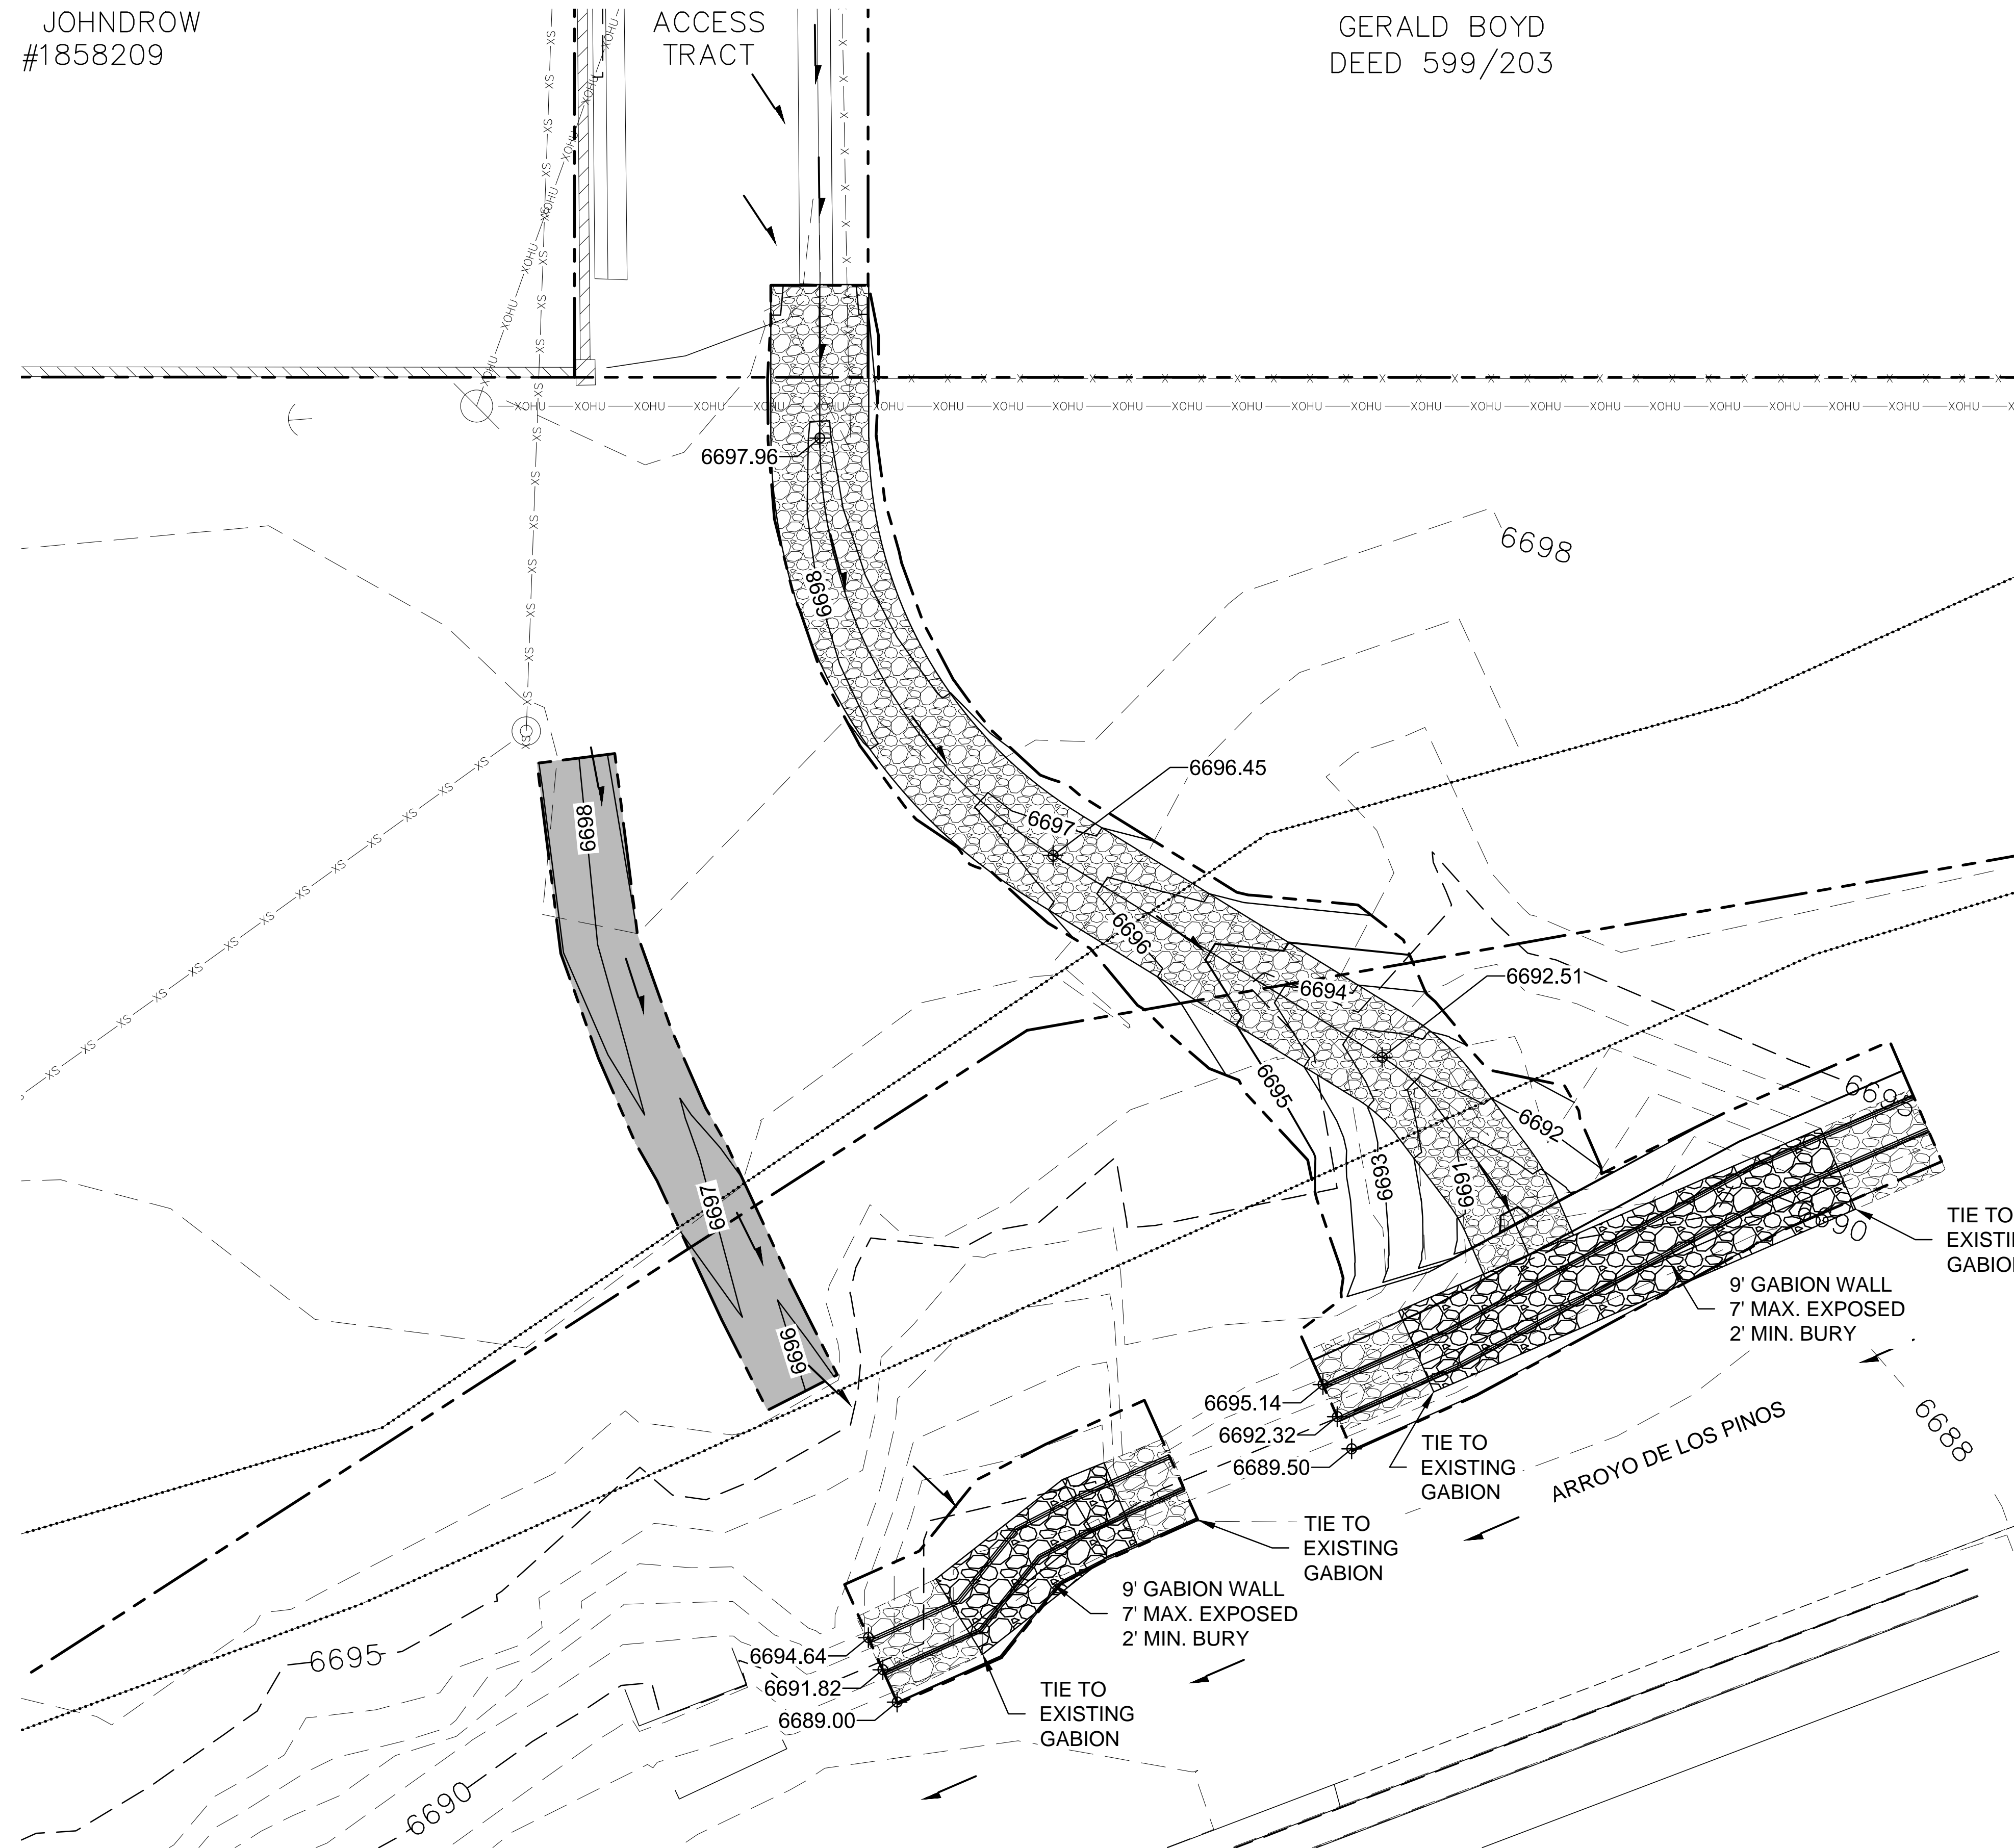 JOHNDROW
#1858209
ACCESS
TRACT
GERALD BOYD
DEED 599/203
6697.96
6698
6698
6696.45
6697
6698
6696
6692.51
6694
6695
6695
6692
6693
6691
6697
6690
TIE TO
GABION
9' GABION WALL
7' MAX. EXPOSED
2' MIN. BURY
6696
6695.14
6692.32
6689.50
TIE TO
EXISTING
GABION
ARROYO DE LOS PINOS
6688
TIE TO
EXISTING
GABION
9' GABION WALL
7' MAX. EXPOSED
2' MIN. BURY
6695
6694.64
6691.82
6689.00
TIE TO
EXISTING
GABION
6690